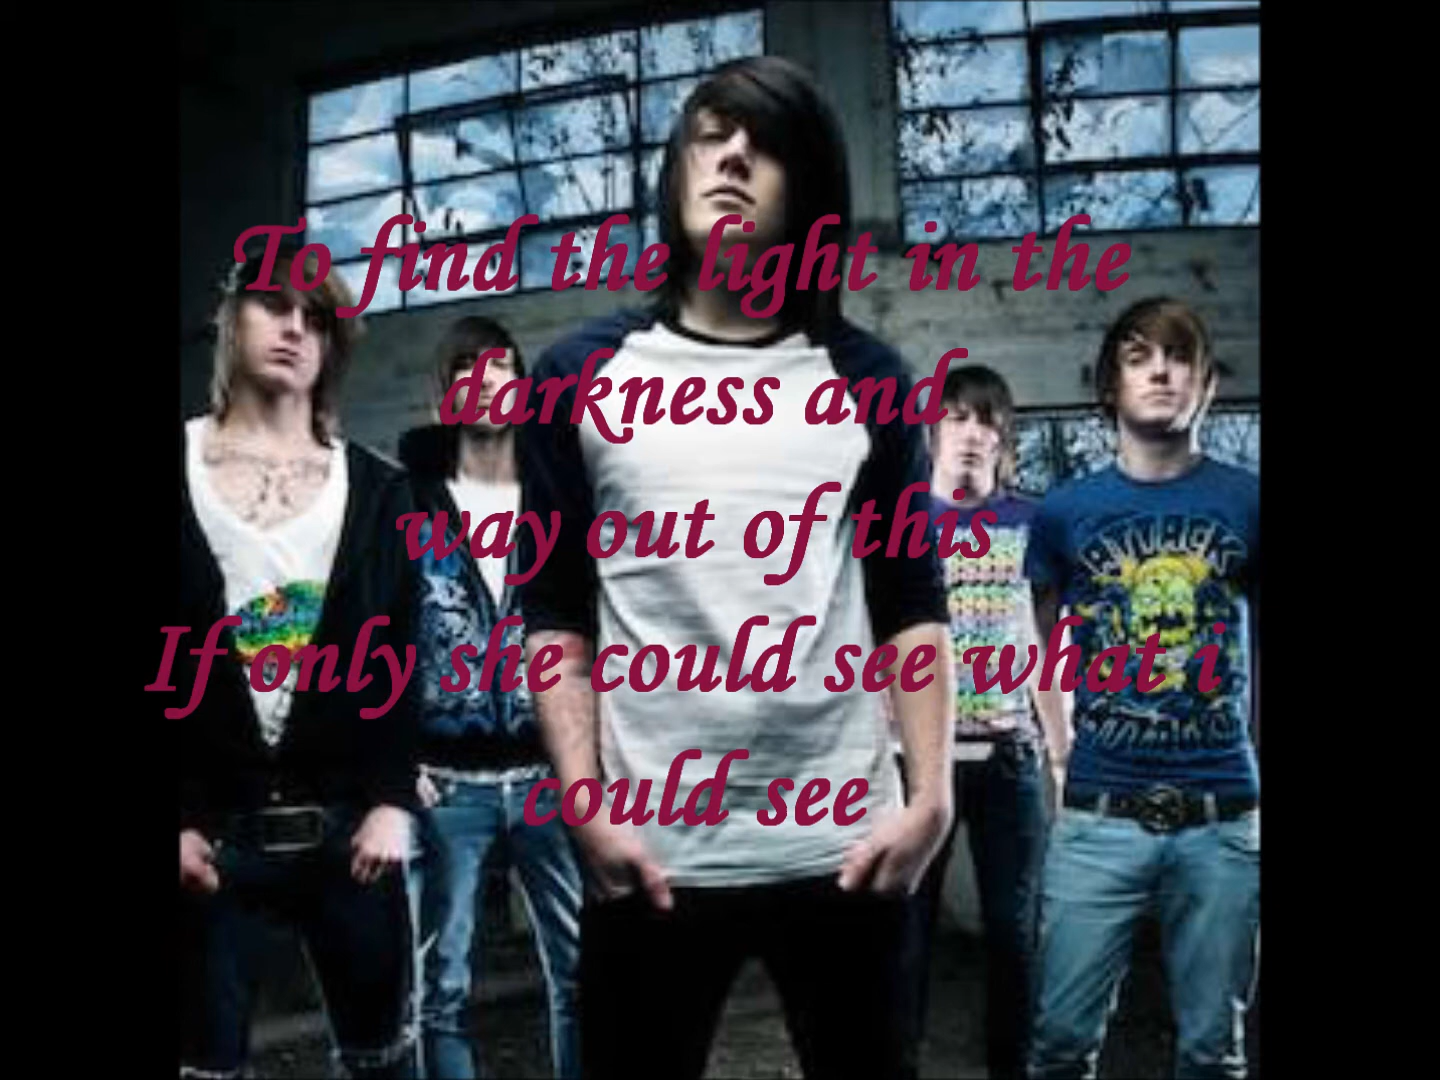 To find the light in the
darkness and
way out of this
If only she could see what i
could see